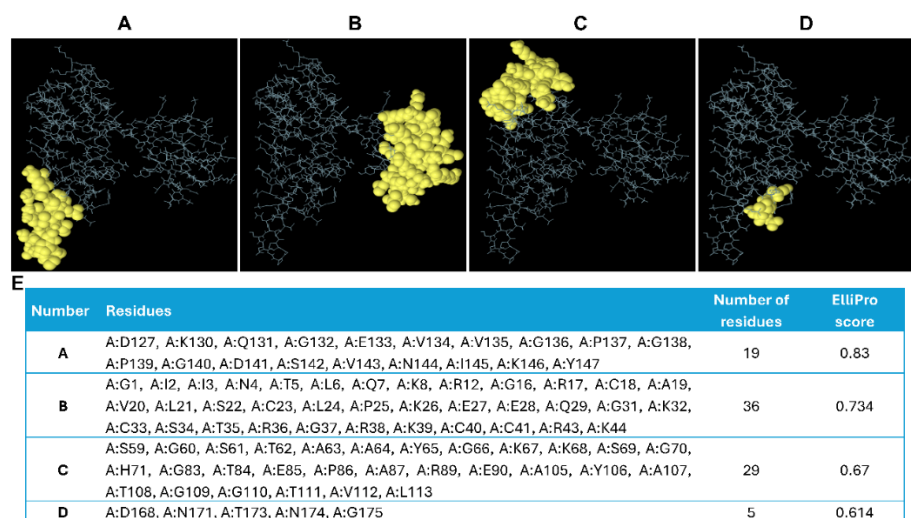 A B C D
E
Number Residues Number of residues ElliPro score
A:D127, A:K130, A:Q131, A:G132, A:E133, A:V134, A:V135, A:G136, A:P137, A:G138,
A A:P139, A:G140, A:D141, A:S142, A:V143, A:N144, A:I145, A:K146, A:Y147 19 0.83
A:G1, A:I2, A:I3, A:N4, A:T5, A:L6, A:Q7, A:K8, A:R12, A:G16, A:R17, A:C18, A:A19,
B A:V20, A:L21, A:S22, A:C23, A:L24, A:P25, A:K26, A:E27, A:E28, A:Q29, A:G31, A:K32, 36 0.734
A:C33, A:S34, A:T35, A:R36, A:G37, A:R38, A:K39, A:C40, A:C41, A:R43, A:K44
A:S59, A:G60, A:S61, A:T62, A:A63, A:A64, A:Y65, A:G66, A:K67, A:K68, A:S69, A:G70,
C A:H71, A:G83, A:T84, A:E85, A:P86, A:A87, A:R89, A:E90, A:A105, A:Y106, A:A107, 29 0.67
A:T108, A:G109, A:G110, A:T111, A:V112, A:L113
D A:D168, A:N171, A:T173, A:N174, A:G175 5 0.614